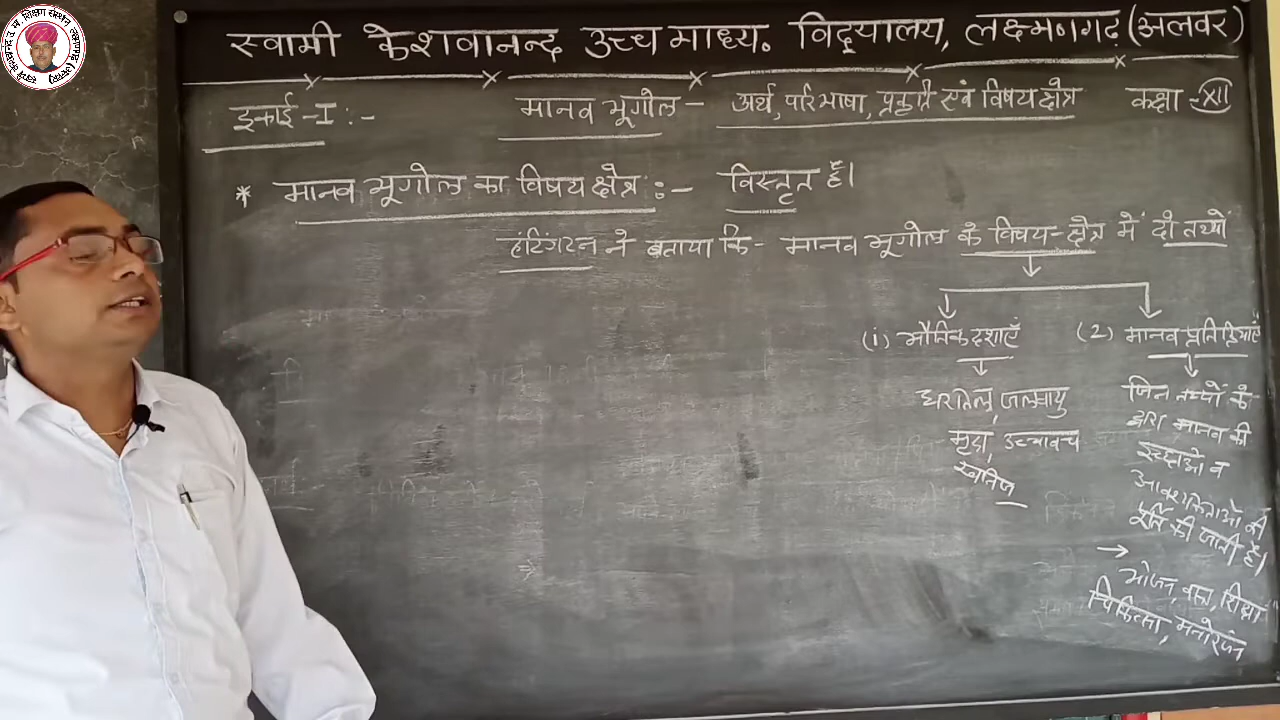 स्वामी केशवानन्द उच्च माध्य. विद्यालय, लक्ष्मणगढ़ (अलवर)
इकाई-I :- मानव भूगोल - अर्थ, परिभाषा, प्रकृति एवं विषय क्षेत्र कक्षा - XII
* मानव भूगोल का विषय क्षेत्र :- विस्तृत हैं।
हंटिंगटन ने बताया कि - मानव भूगोल के विषय-क्षेत्र में दो तथ्यों
(i) भौतिक दशाएँ
धरातल, जलवायु
मृदा, उच्चावच
खनिज
(2) मानव प्रतिक्रियाएँ
जिन तथ्यों के
द्वारा मानव की
इच्छाओं व
आवश्यकताओं की
पूर्ति की जाती हैं।
→ भोजन, वस्त्र, शिक्षा
चिकित्सा, मनोरंजन